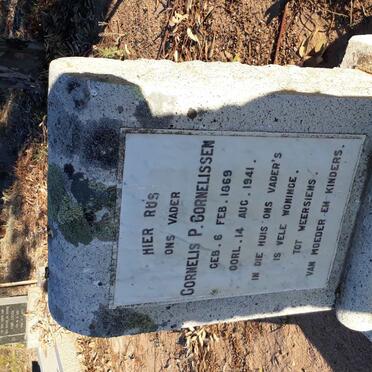 HIER RUS
ONS VADER
CORNELIS P. CORNELISSEN
GEB. 6 FEB. 1869
OORL. 14 AUG. 1941.
IN DIE HUIS ONS VADER'S
IS VELE WONINGE.
TOT WEERSIENS.
VAN MOEDER EN KINDERS.